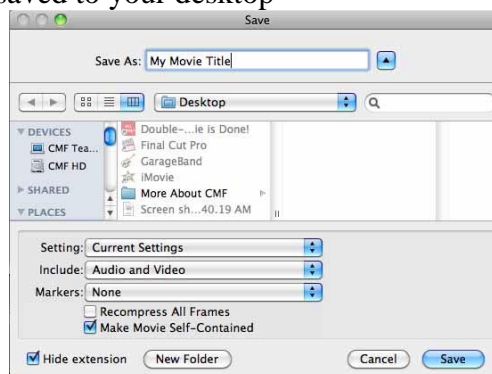 saved to your desktop
Save
Save As: My Movie Title
Desktop
DEVICES
CMF Tea...
CMF HD
SHARED
PLACES
Double-...ie is Done!
Final Cut Pro
GarageBand
iMovie
More About CMF
Screen sh...40.19 AM
Setting: Current Settings
Include: Audio and Video
Markers: None
Recompress All Frames
Make Movie Self-Contained
Hide extension New Folder Cancel Save